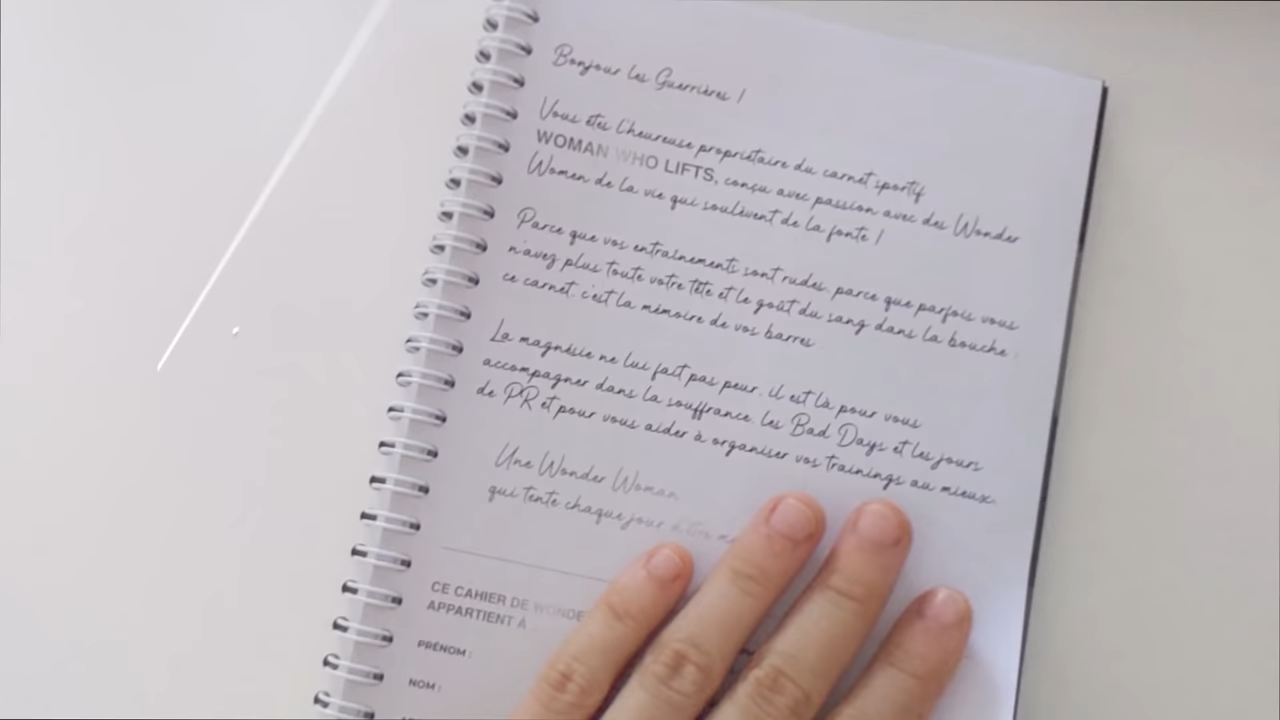 Bonjour les Guerrières !
Vous êtes l'heureuse propriétaire du carnet sportif
WOMAN WHO LIFTS, conçu avec passion avec des Wonder
Women de la vie qui soulèvent de la fonte !
Parce que vos entraînements sont rudes, parce que parfois vous
n'avez plus toute votre tête et le goût du sang dans la bouche :
ce carnet, c'est la mémoire de vos barres
La magnésie ne lui fait pas peur, il est là pour vous
accompagner dans la souffrance, les Bad Days et les jours
de PR et pour vous aider à organiser vos trainings au mieux.
Une Wonder Woman
qui tente chaque jour d'être
CE CAHIER DE WONDE
APPARTIENT À
PRÉNOM :
NOM :